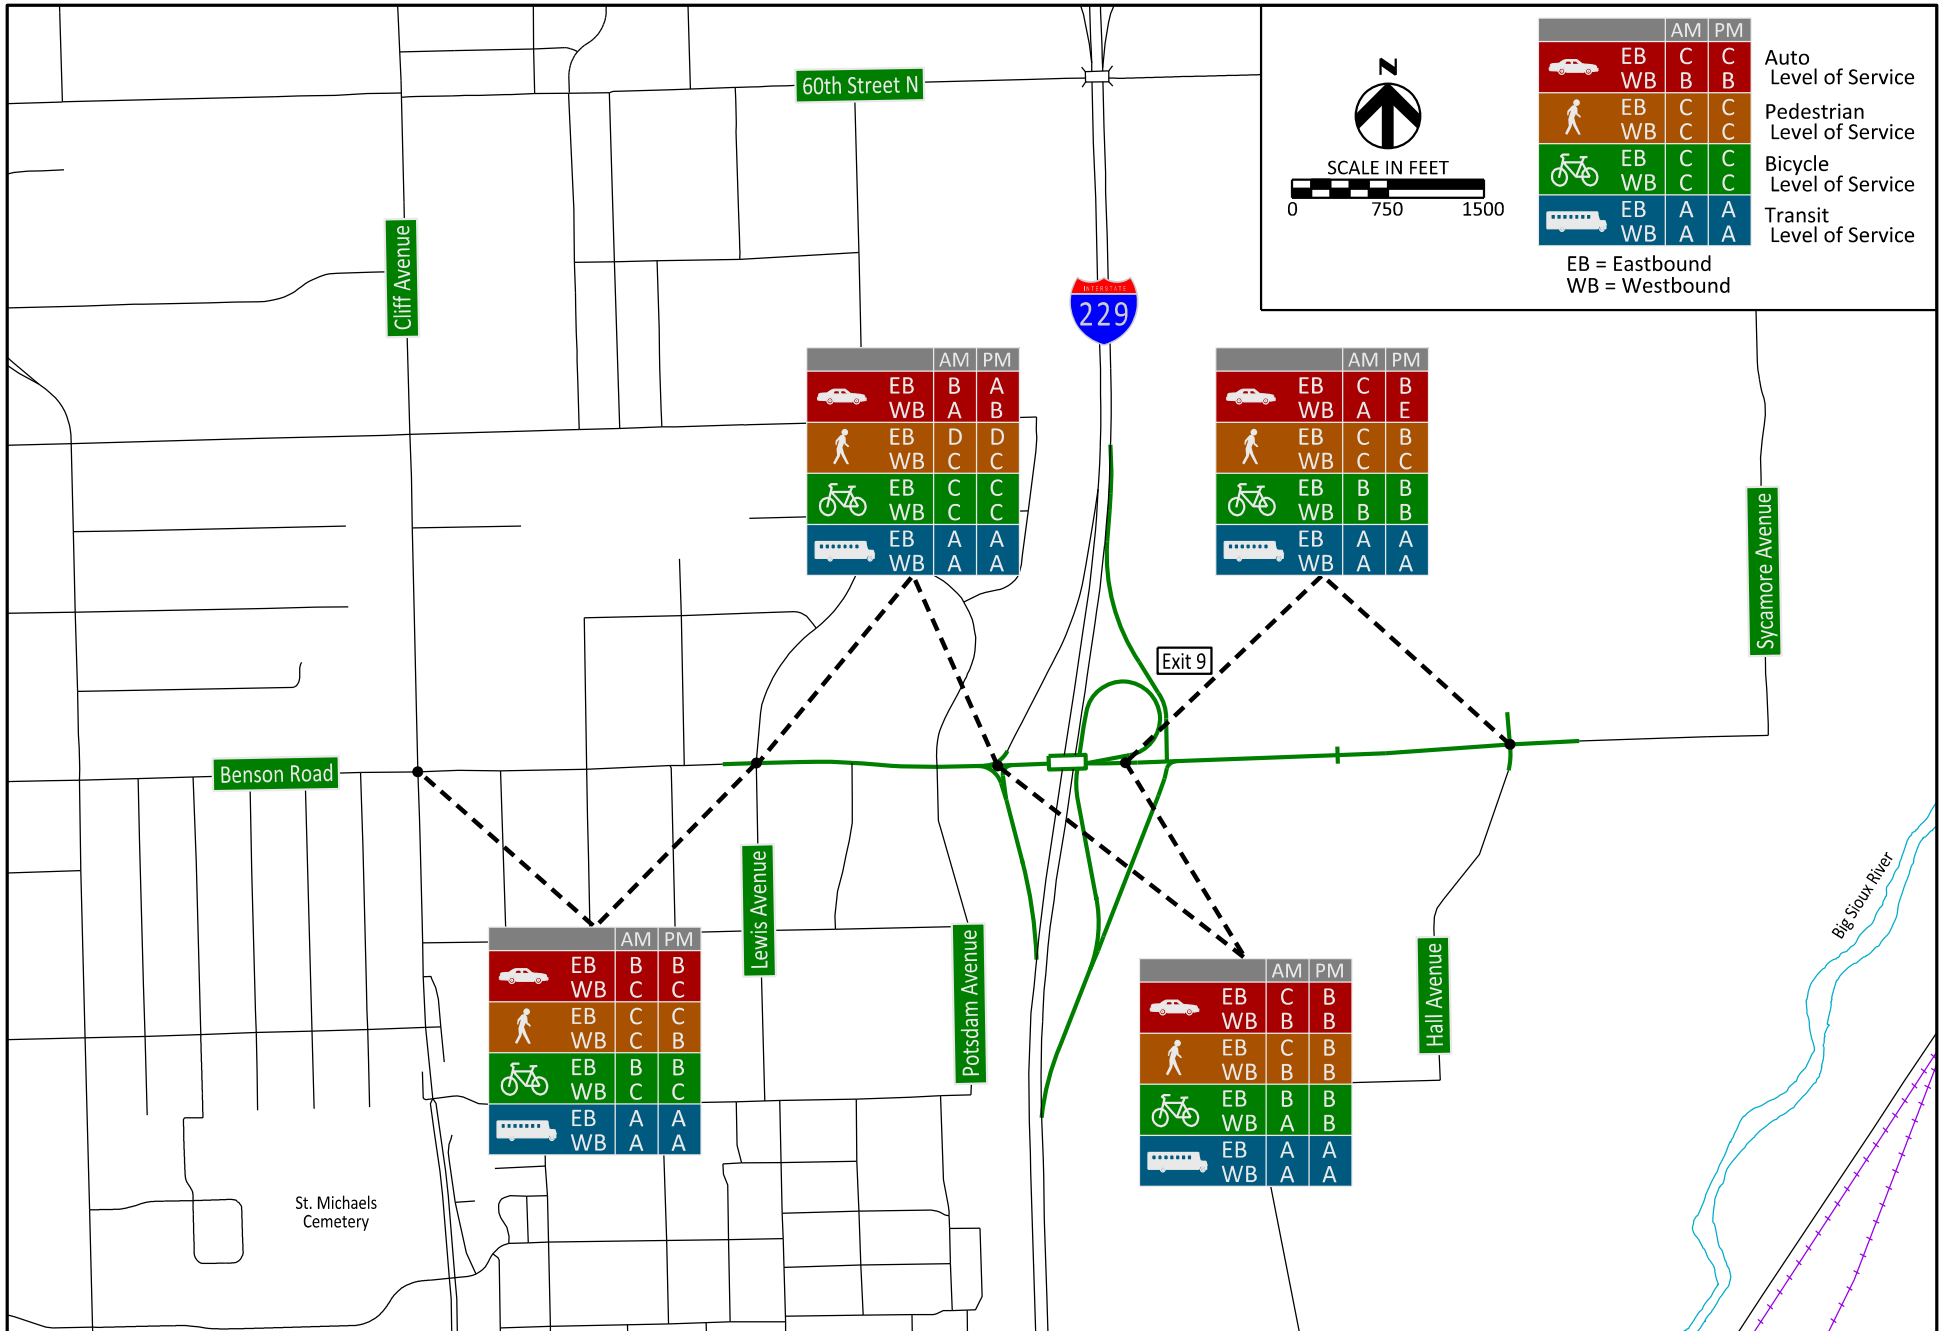 60th Street N
N
SCALE IN FEET
0 750 1500
AM PM
EB C C
WB B B
Auto
Level of Service
EB C C
WB C C
Pedestrian
Level of Service
EB C C
WB C C
Bicycle
Level of Service
EB A A
WB A A
Transit
Level of Service
EB = Eastbound
WB = Westbound
Cliff Avenue
INTERSTATE
229
AM PM
EB B A
WB A B
EB D D
WB C C
EB C C
WB C C
EB A A
WB A A
AM PM
EB C B
WB A E
EB C B
WB C C
EB B B
WB B B
EB A A
WB A A
Sycamore Avenue
Exit 9
Benson Road
Lewis Avenue
Potsdam Avenue
Hall Avenue
Big Sioux River
AM PM
EB B B
WB C C
EB C C
WB C B
EB B B
WB C C
EB A A
WB A A
AM PM
EB C B
WB B B
EB C B
WB B B
EB B B
WB A B
EB A A
WB A A
St. Michaels
Cemetery